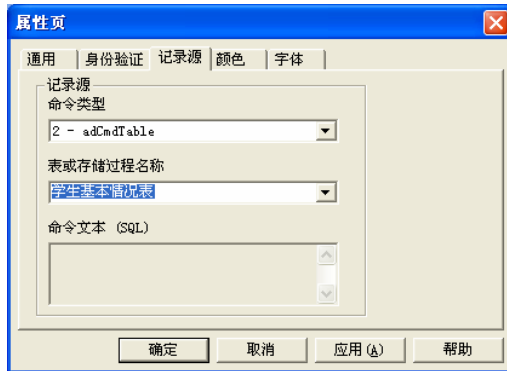 属性页
通用 身份验证 记录源 颜色 字体
记录源
命令类型
2 - adCmdTable
表或存储过程名称
学生基本情况表
命令文本 (SQL)
确定 取消 应用(A) 帮助